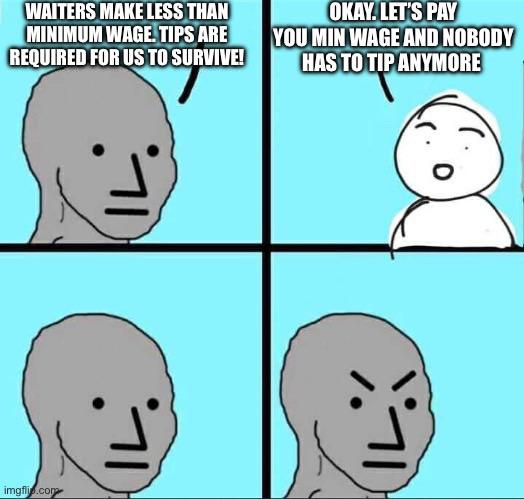 WAITERS MAKE LESS THAN
MINIMUM WAGE. TIPS ARE
REQUIRED FOR US TO SURVIVE!
OKAY. LET'S PAY
YOU MIN WAGE AND NOBODY
HAS TO TIP ANYMORE
imgflip.com